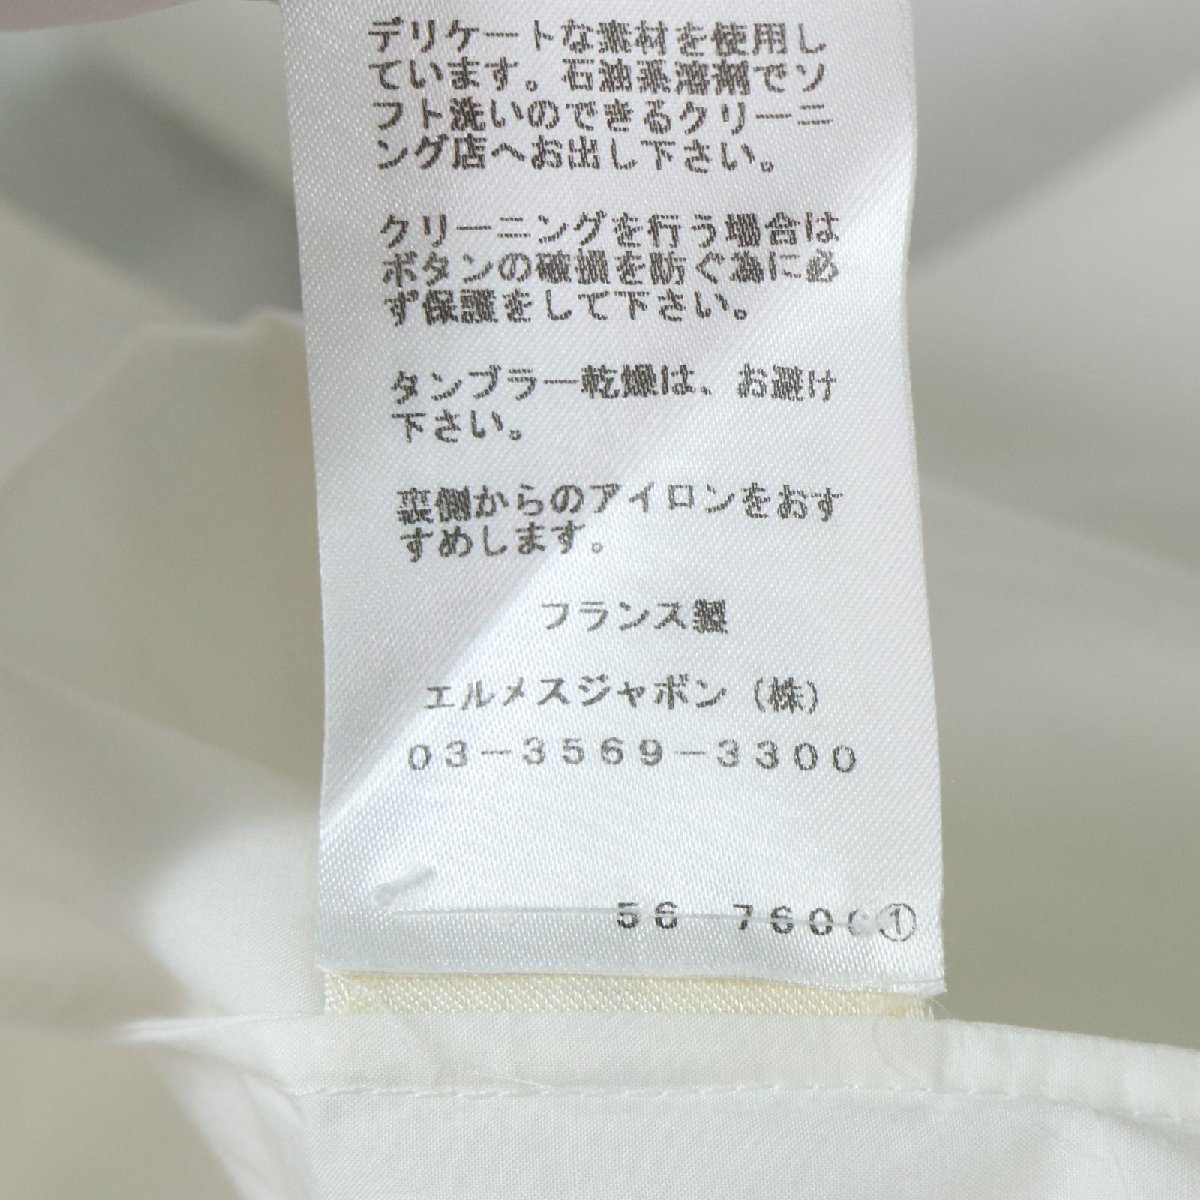 デリケートな素材を使用し
ています。石油系溶剤でソ
フト洗いのできるクリーニ
ング店へお出し下さい。
クリーニングを行う場合は
ボタンの破損を防ぐ為に必
ず保護をして下さい。
タンブラー乾燥は、お避け
下さい。
裏側からのアイロンをおす
すめします。
フランス製
エルメスジャポン（株）
03-3569-3300
56
①